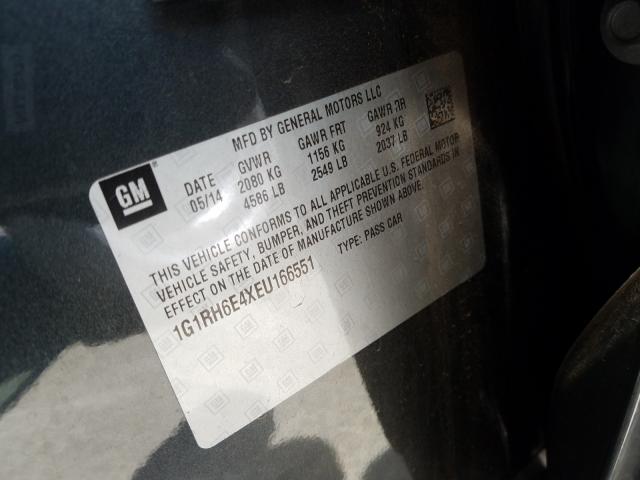 MFD BY GENERAL MOTORS LLC
GM
DATE GVWR GAWR FRT GAWR RR
05/14 2080 KG 1156 KG 924 KG
4586 LB 2549 LB 2037 LB
THIS VEHICLE CONFORMS TO ALL APPLICABLE U.S. FEDERAL MOTOR
VEHICLE SAFETY, BUMPER, AND THEFT PREVENTION STANDARDS IN
EFFECT ON THE DATE OF MANUFACTURE SHOWN ABOVE.
1G1RH6E4XEU166551 TYPE: PASS CAR